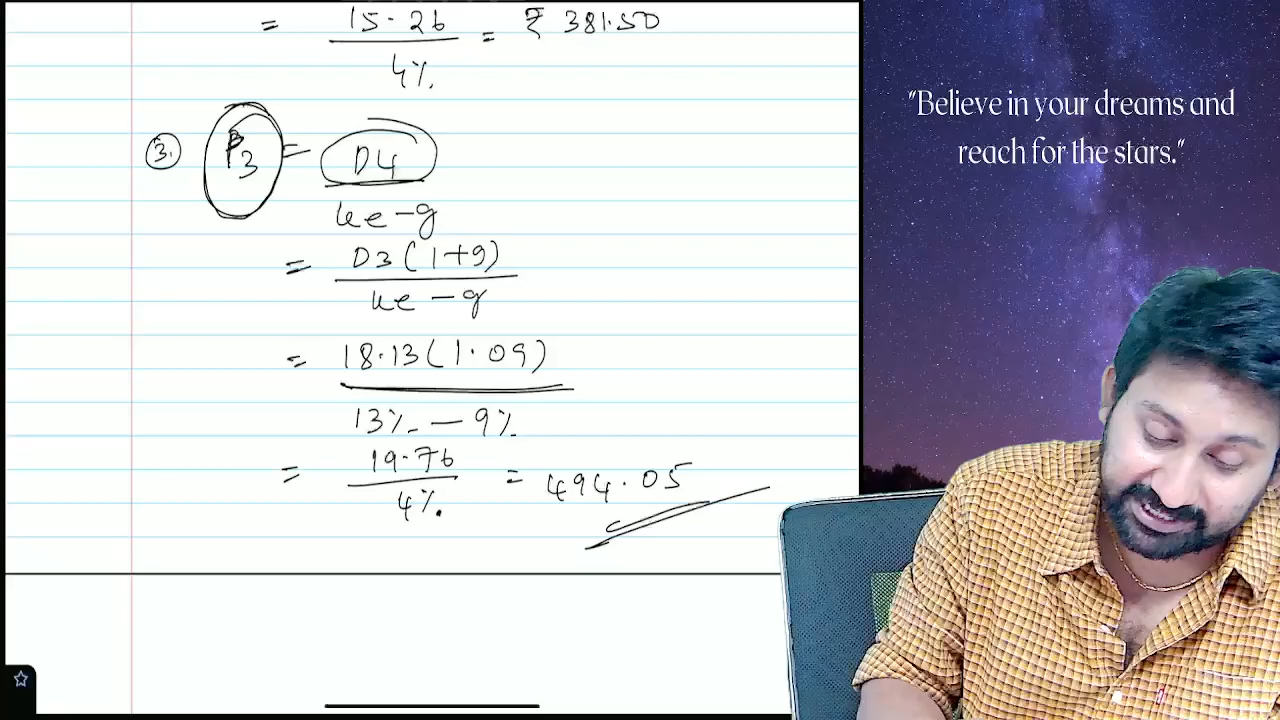 = 15.26 / 4% = ₹ 381.50
3. P3 = D4 / ke - g
= D3 (1+g) / ke - g
= 18.13 (1.09) / 13% - 9%
= 19.76 / 4% = 494.05
"Believe in your dreams and
reach for the stars."